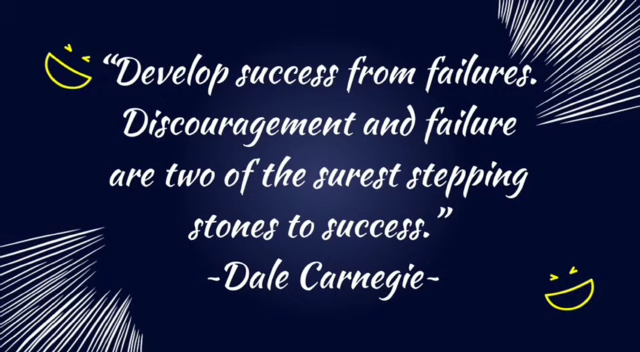 “Develop success from failures.
Discouragement and failure
are two of the surest stepping
stones to success.”
-Dale Carnegie-